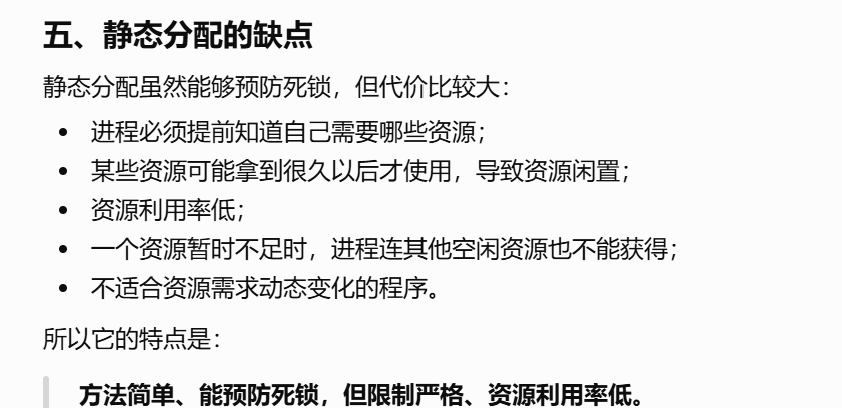 五、静态分配的缺点
静态分配虽然能够预防死锁，但代价比较大：
• 进程必须提前知道自己需要哪些资源；
• 某些资源可能拿到很久以后才使用，导致资源闲置；
• 资源利用率低；
• 一个资源暂时不足时，进程连其他空闲资源也不能获得；
• 不适合资源需求动态变化的程序。
所以它的特点是：
方法简单、能预防死锁，但限制严格、资源利用率低。